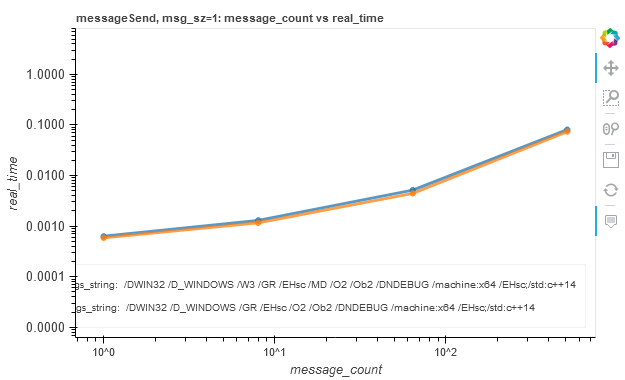 messageSend, msg_sz=1: message_count vs real_time
1.0000
0.1000
0.0100
0.0010
0.0001
0.0000
real_time
gs_string: /DWIN32 /D_WINDOWS /W3 /GR /EHsc /MD /O2 /Ob2 /DNDEBUG /machine:x64 /EHsc;/std:c++14
gs_string: /DWIN32 /D_WINDOWS /GR /EHsc /O2 /Ob2 /DNDEBUG /machine:x64 /EHsc;/std:c++14
10^0 10^1 10^2
message_count